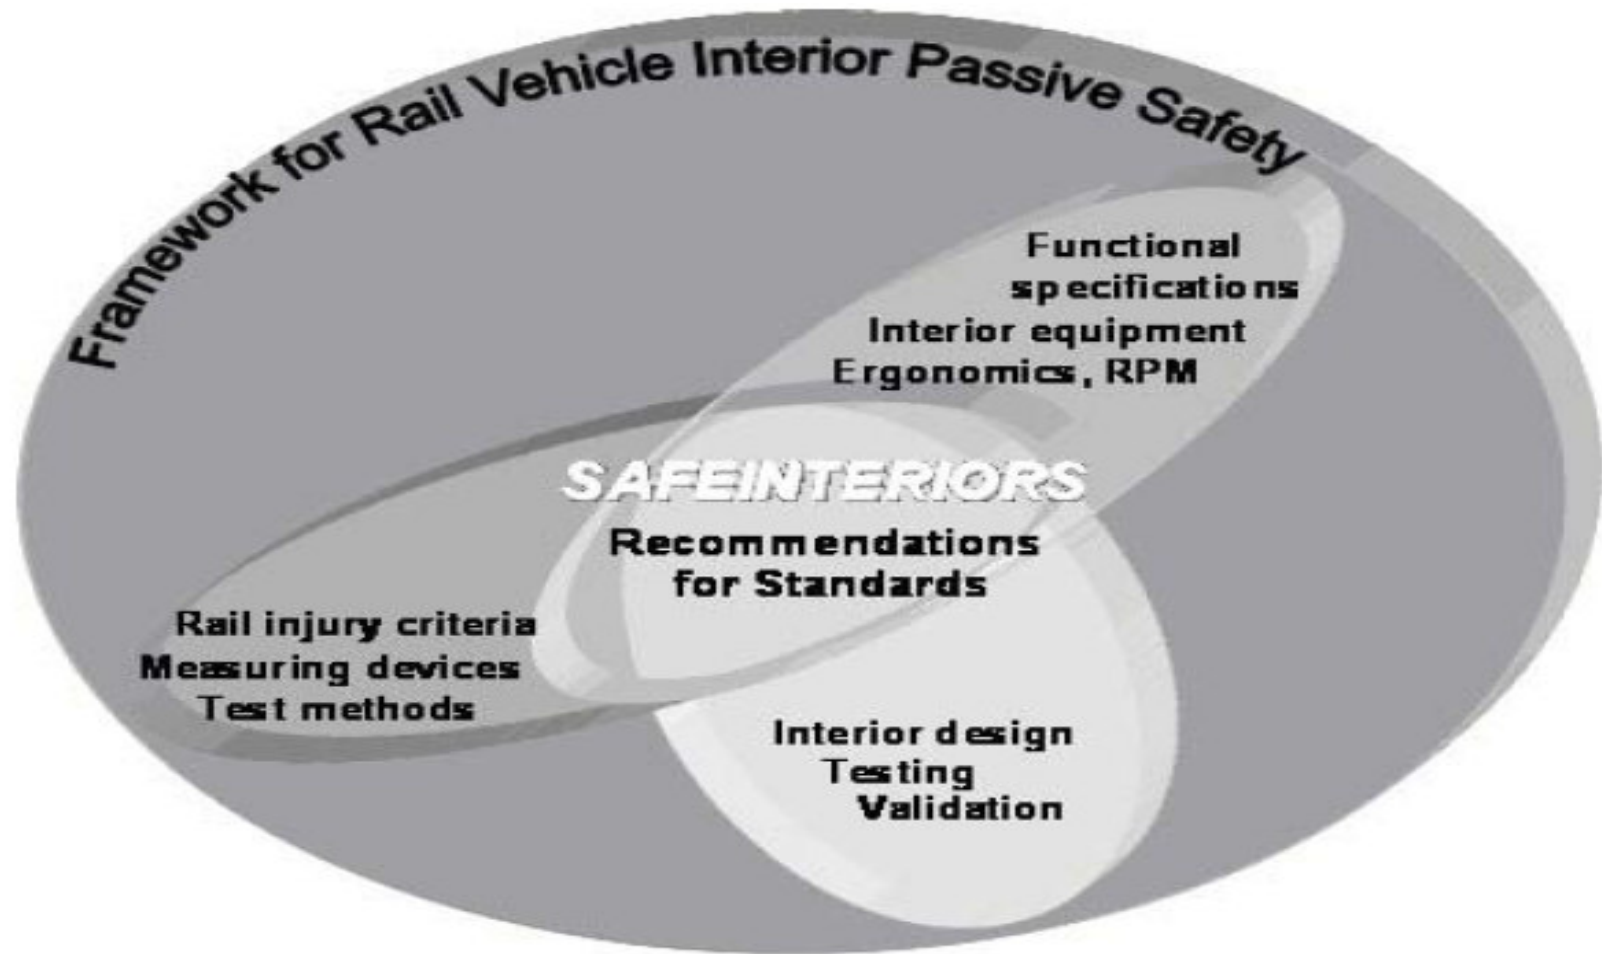 Framework for Rail Vehicle Interior Passive Safety
Functional
specifications
Interior equipment
Ergonomics, RPM
SAFEINTERIORS
Recommendations
for Standards
Rail injury criteria
Measuring devices
Test methods
Interior design
Testing
Validation